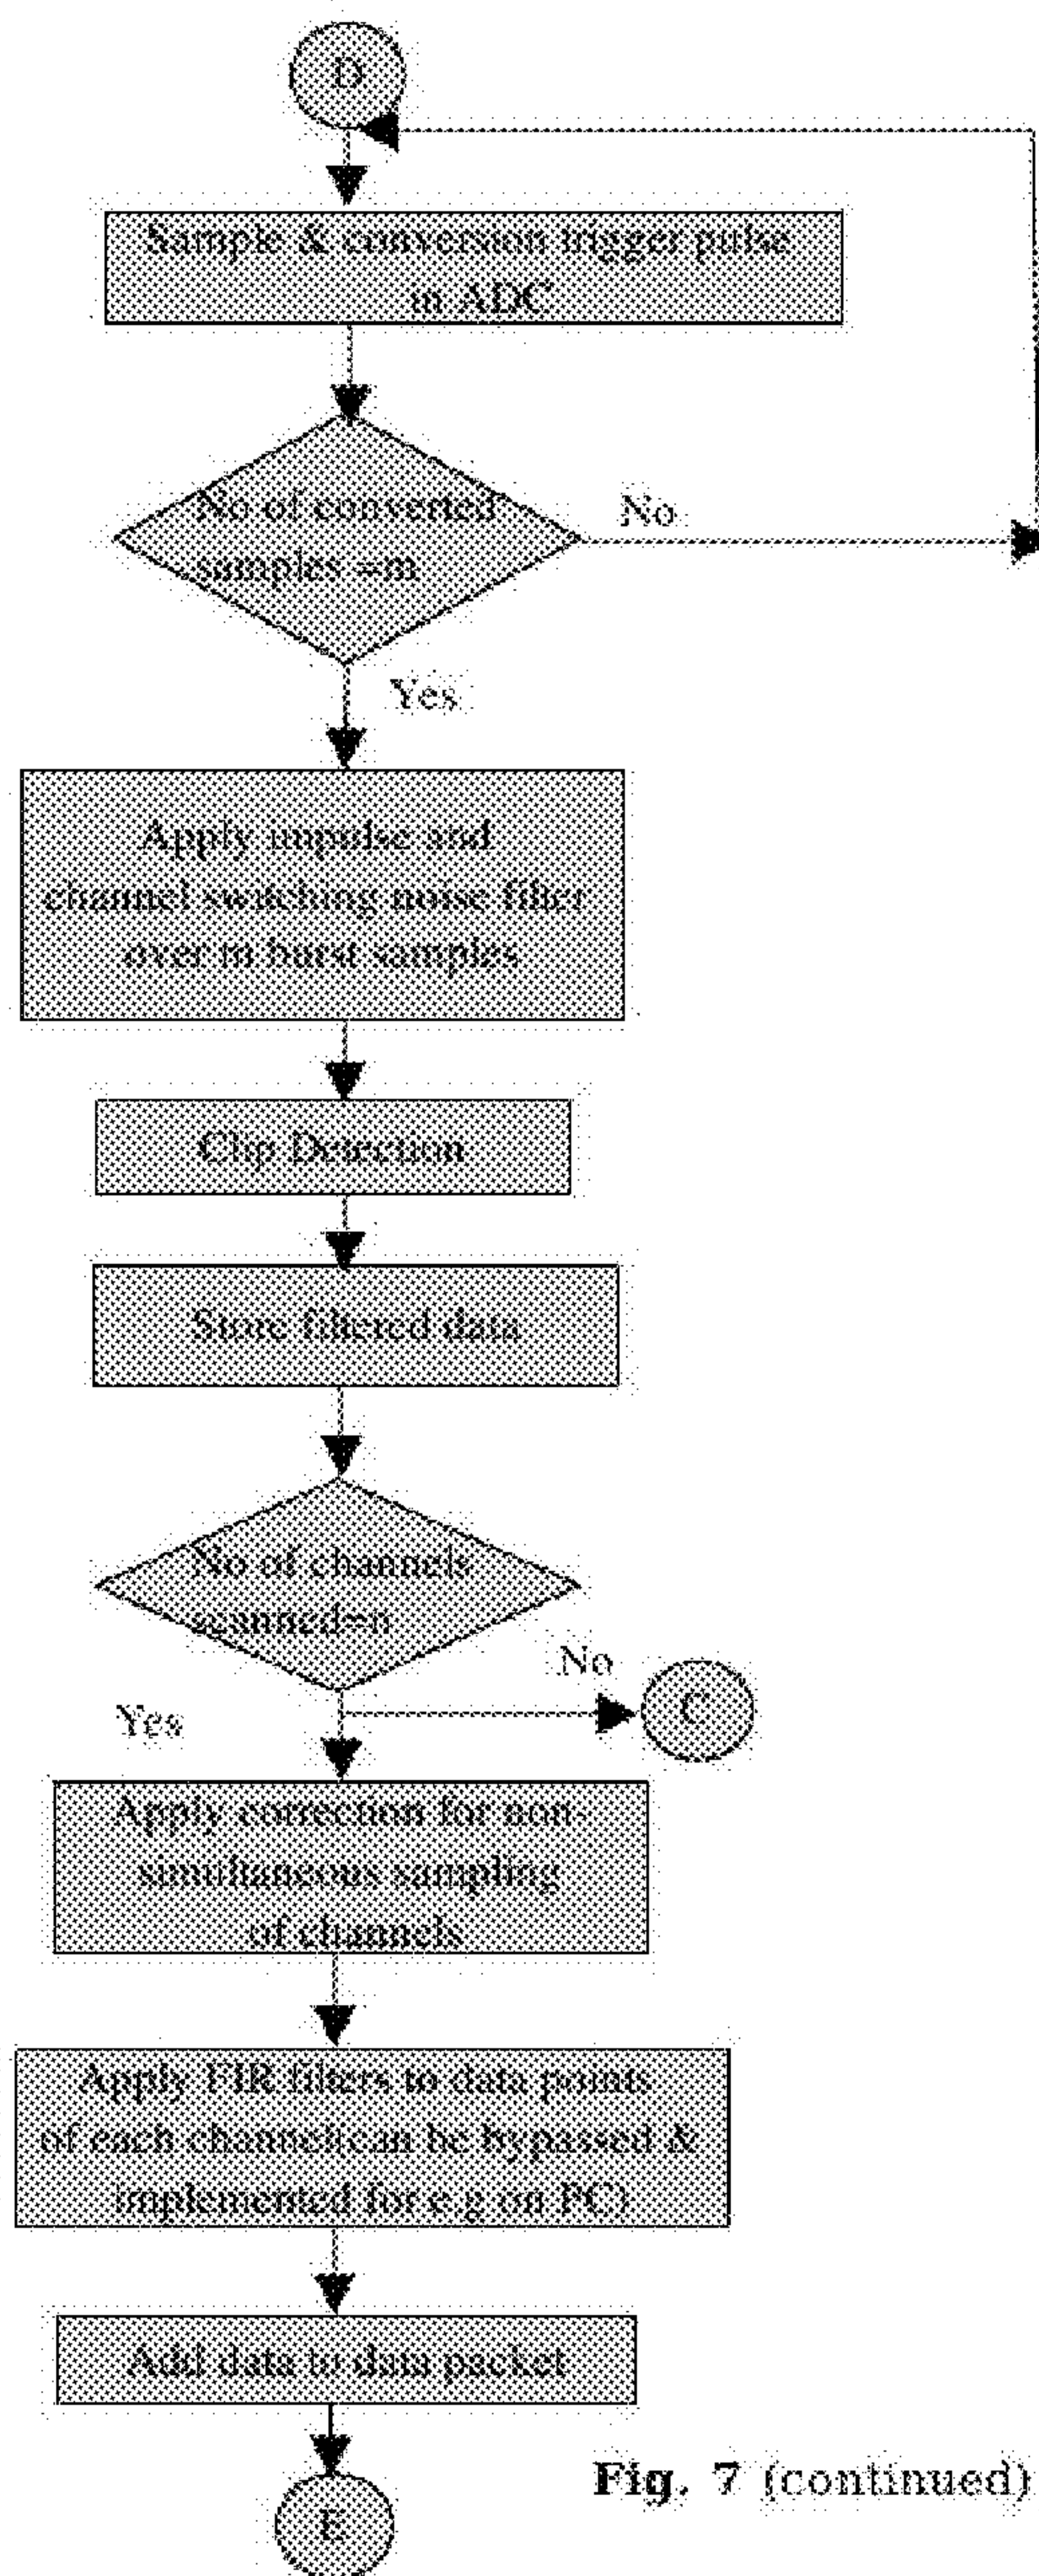 D
Sample & conversion trigger pulse
in ADC
No of converted
samples =m
No
Yes
Apply impulse and
channel switching noise filter
over m burst samples
Clip Detection
Store filtered data
No of channels
scanned=n
No
C
Yes
Apply correction for non-
simultaneous sampling
of channels
Apply FIR filters to data points
of each channel(can be bypassed &
implemented for e.g on PC)
Add data to data packet
Fig. 7 (continued)
E